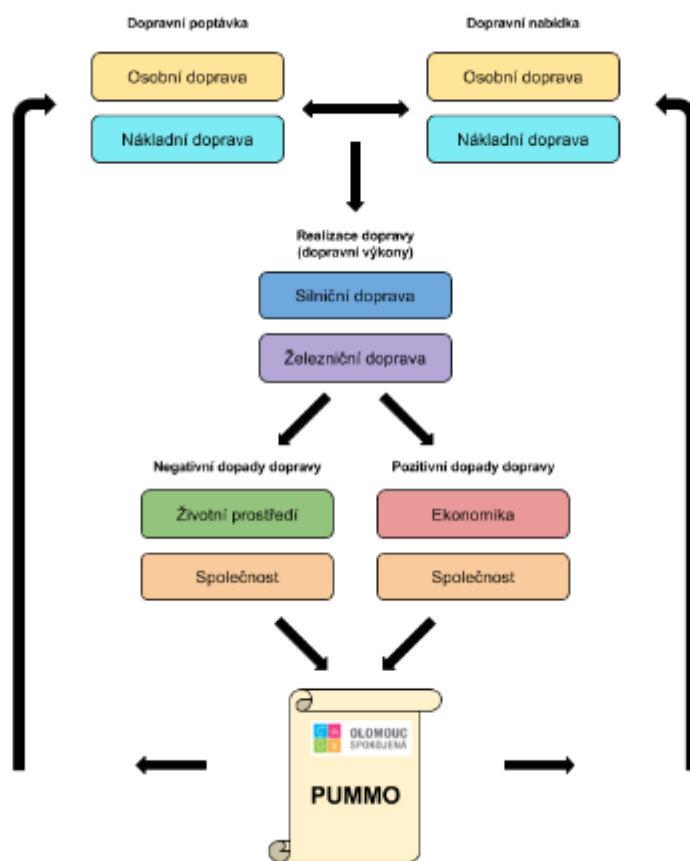 Dopravní poptávka
Dopravní nabídka
Osobní doprava
Osobní doprava
Nákladní doprava
Nákladní doprava
Realizace dopravy
(dopravní výkony)
Silniční doprava
Železniční doprava
Negativní dopady dopravy
Pozitivní dopady dopravy
Životní prostředí
Ekonomika
Společnost
Společnost
OLOMOUC
SPOKOJENÁ
PUMMO